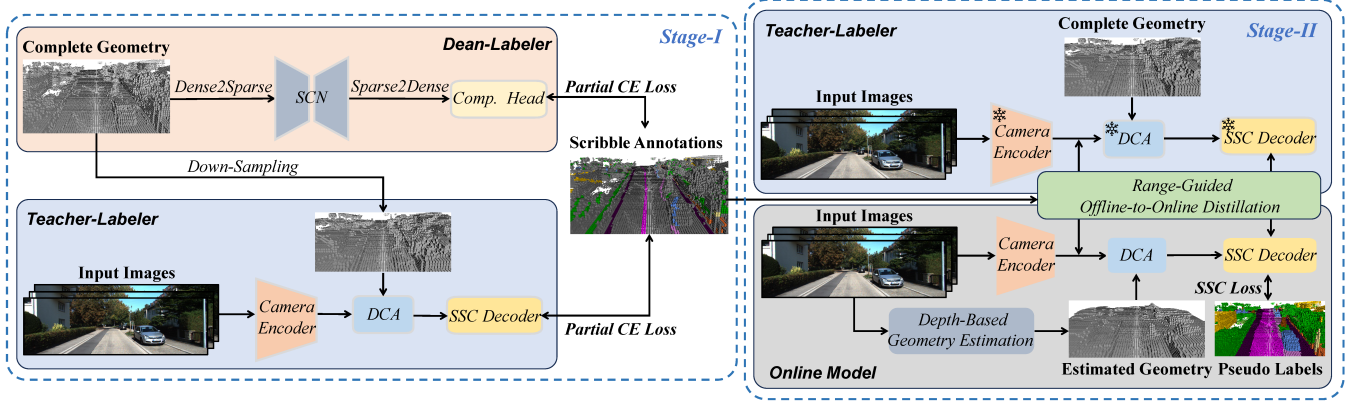 Stage-I
Dean-Labeler
Complete Geometry
Dense2Sparse
SCN
Sparse2Dense
Comp. Head
Partial CE Loss
Scribble Annotations
Down-Sampling
Teacher-Labeler
Input Images
Camera
Encoder
DCA
SSC Decoder
Partial CE Loss
Stage-II
Teacher-Labeler
Complete Geometry
Input Images
Camera
Encoder
DCA
SSC Decoder
Range-Guided
Offline-to-Online Distillation
Input Images
Camera
Encoder
DCA
SSC Decoder
SSC Loss
Depth-Based
Geometry Estimation
Estimated Geometry
Pseudo Labels
Online Model